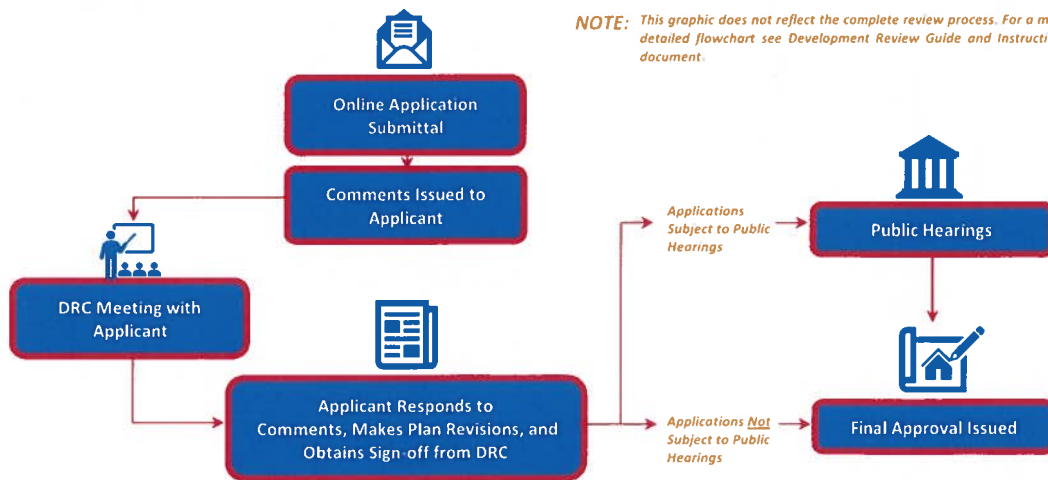 NOTE: This graphic does not reflect the complete review process. For a
detailed flowchart see Development Review Guide and
document.
Online Application
Submittal
Comments Issued to
Applicant
Applications
Subject to Public
Hearings
Public Hearings
DRC Meeting with
Applicant
Applicant Responds to
Comments, Makes Plan Revisions, and
Obtains Sign-off from DRC
Applications Not
Subject to Public
Hearings
Final Approval Issued